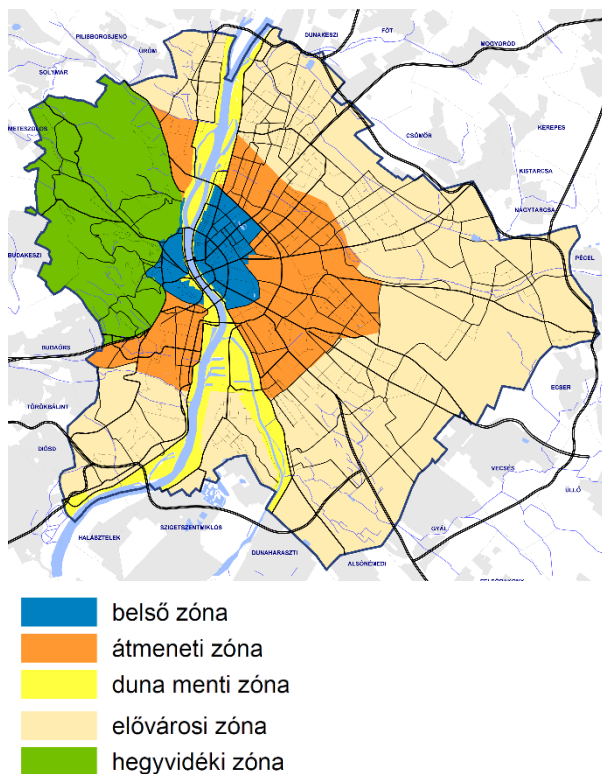 DUNAKESZI
FÓT
PILISBOROSJENŐ
ÜRÖM
MOGYORÓD
SOLYMÁR
CSÖMÖR
KEREPES
KISTARCSA
NAGYTARCSA
BUDAKESZI
PÉCEL
BUDAÖRS
ECSER
TÖRÖKBÁLINT
DIÓSD
VECSÉS
ÜLLŐ
GYÁL
HALÁSZTELEK
SZIGETSZENTMIKLÓS
DUNAHARASZTI
ALSÓNÉMEDI
belső zóna
átmeneti zóna
duna menti zóna
elővárosi zóna
hegyvidéki zóna